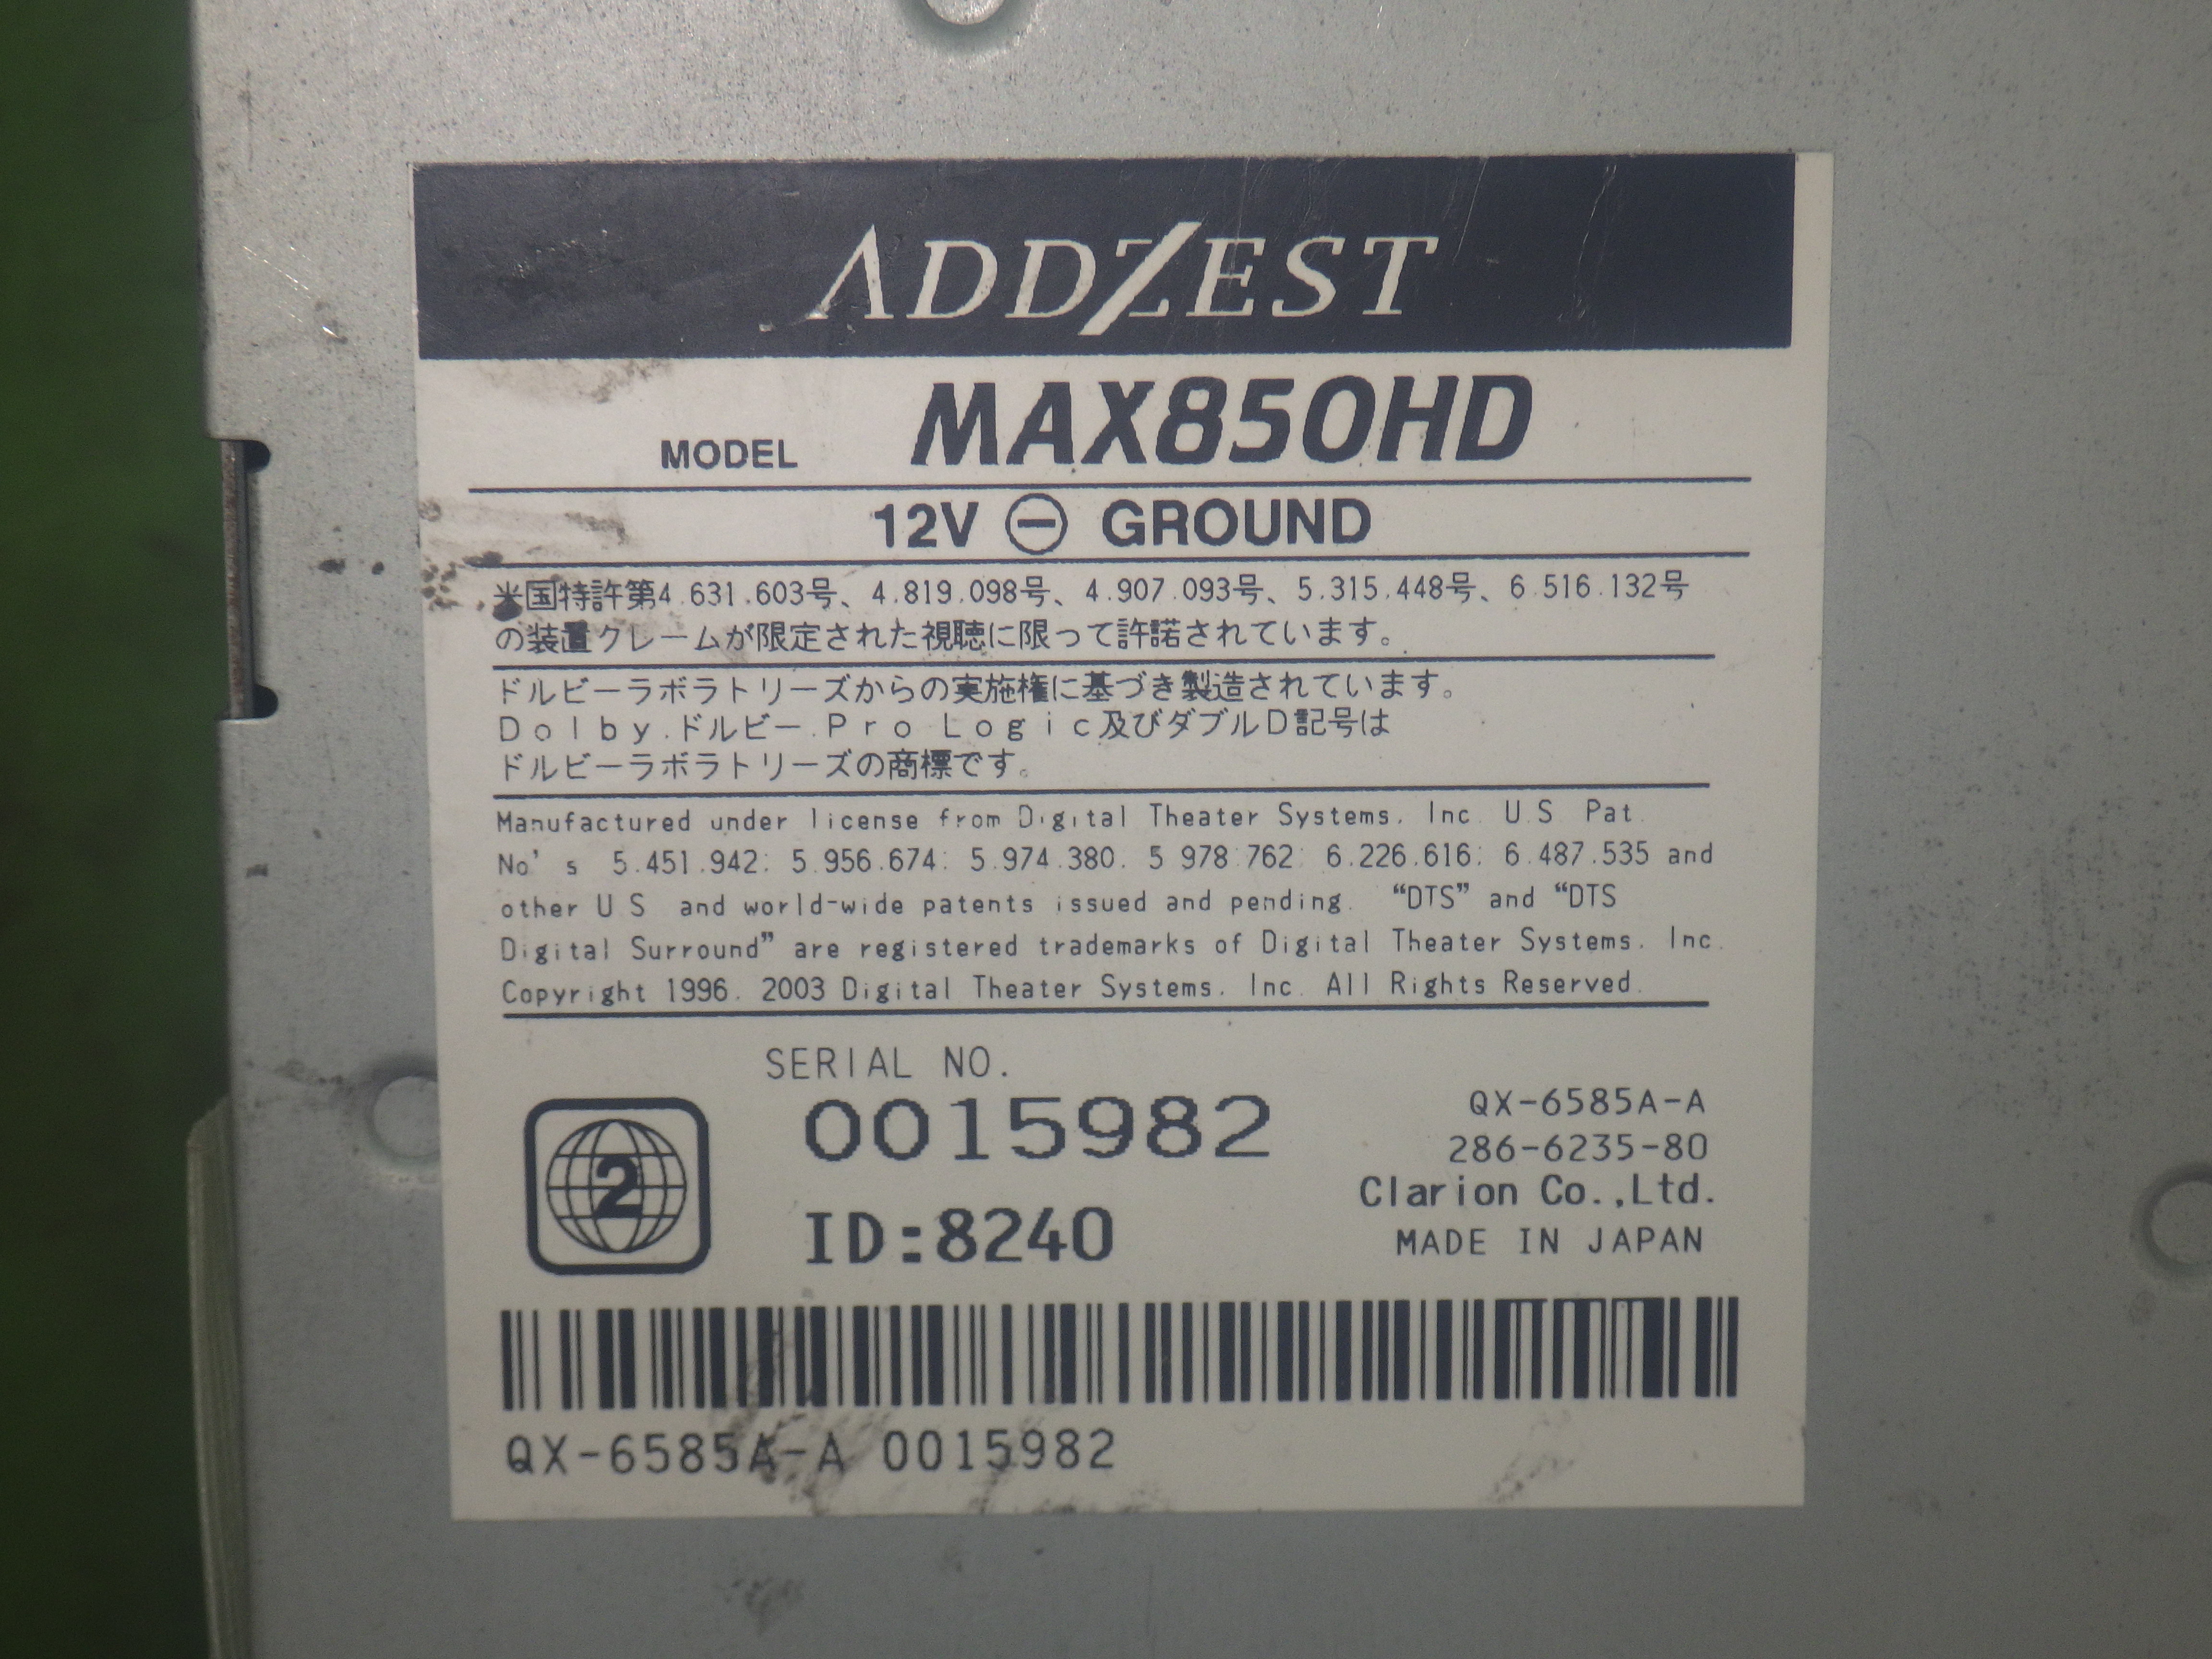 ADDZEST
MODEL MAX850HD
12V ⊖ GROUND
米国特許第4.631.603号、4.819.098号、4.907.093号、5.315.448号、6.516.132号
の装置クレームが限定された視聴に限って許諾されています。
ドルビーラボラトリーズからの実施権に基づき製造されています。
Dolby.ドルビー.Pro Logic及びダブルD記号は
ドルビーラボラトリーズの商標です。
Manufactured under license from Digital Theater Systems. Inc. U.S. Pat.
No's 5.451.942: 5.956.674: 5.974.380. 5.978.762: 6.226.616: 6.487.535 and
other U.S. and world-wide patents issued and pending. “DTS” and “DTS
Digital Surround” are registered trademarks of Digital Theater Systems. Inc.
Copyright 1996. 2003 Digital Theater Systems. Inc. All Rights Reserved.
SERIAL NO.
0015982
2
ID:8240
QX-6585A-A
286-6235-80
Clarion Co.,Ltd.
MADE IN JAPAN
QX-6585A-A 0015982